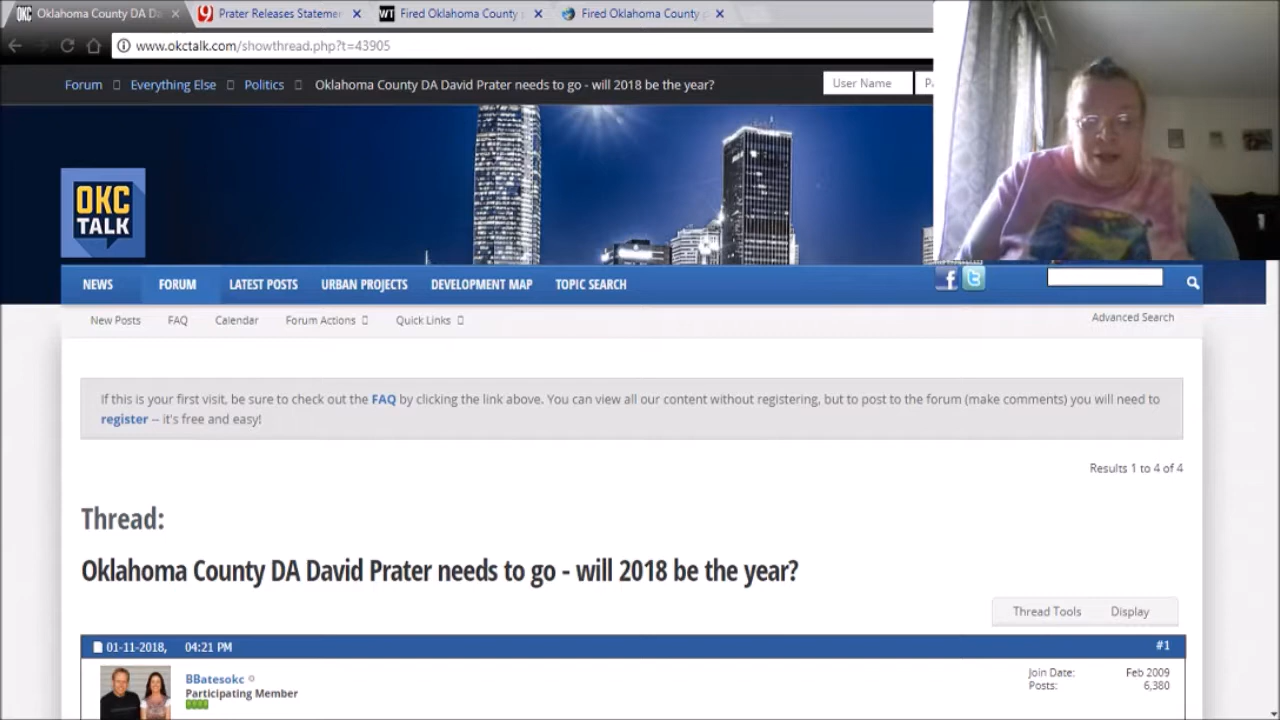 Oklahoma County DA Da
Prater Releases Stateme
WT Fired Oklahoma County
Fired Oklahoma County
www.okctalk.com/showthread.php?t=43905
Forum Everything Else Politics Oklahoma County DA David Prater needs to go - will 2018 be the year?
User Name
OKC
TALK
NEWS FORUM LATEST POSTS URBAN PROJECTS DEVELOPMENT MAP TOPIC SEARCH
New Posts FAQ Calendar Forum Actions Quick Links Advanced Search
If this is your first visit, be sure to check out the FAQ by clicking the link above. You can view all our content without registering, but to post to the forum (make comments) you will need to
register -- it's free and easy!
Results 1 to 4 of 4
Thread:
Oklahoma County DA David Prater needs to go - will 2018 be the year?
Thread Tools Display
01-11-2018, 04:21 PM #1
BBatesokc
Participating Member
Join Date: Feb 2009
Posts: 6,380